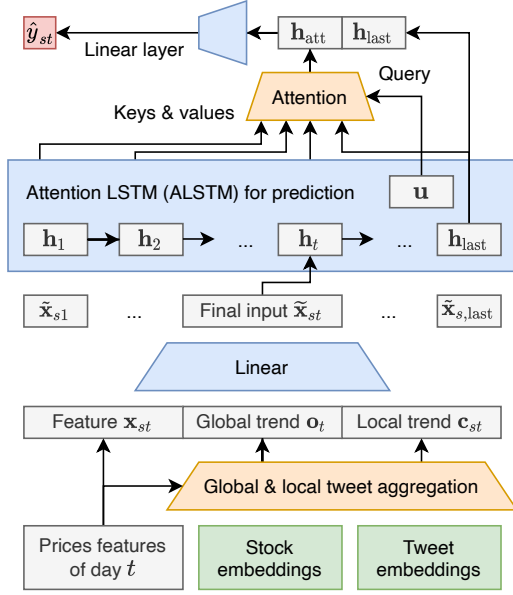 ŷ_st
Linear layer
h_att h_last
Query
Keys & values
Attention
Attention LSTM (ALSTM) for prediction
u
h_1 h_2 ... h_t ... h_last
x̃_s1 ... Final input x̃_st ... x̃_s,last
Linear
Feature x_st Global trend o_t Local trend c_st
Global & local tweet aggregation
Prices features
of day t
Stock
embeddings
Tweet
embeddings